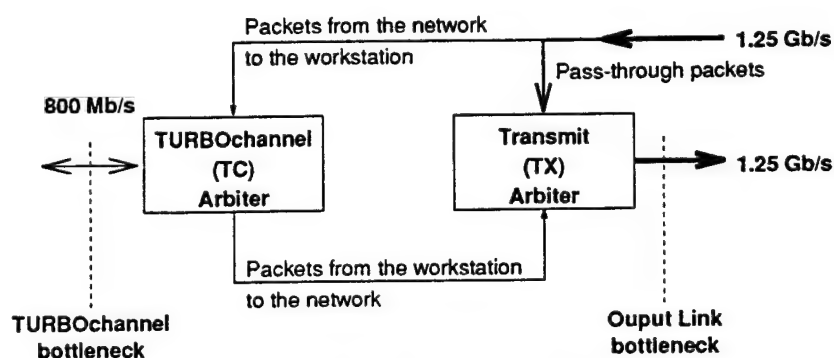 Packets from the network
to the workstation
1.25 Gb/s
Pass-through packets
800 Mb/s
TURBOchannel
(TC)
Arbiter
Transmit
(TX)
Arbiter
1.25 Gb/s
Packets from the workstation
to the network
TURBOchannel
bottleneck
Ouput Link
bottleneck